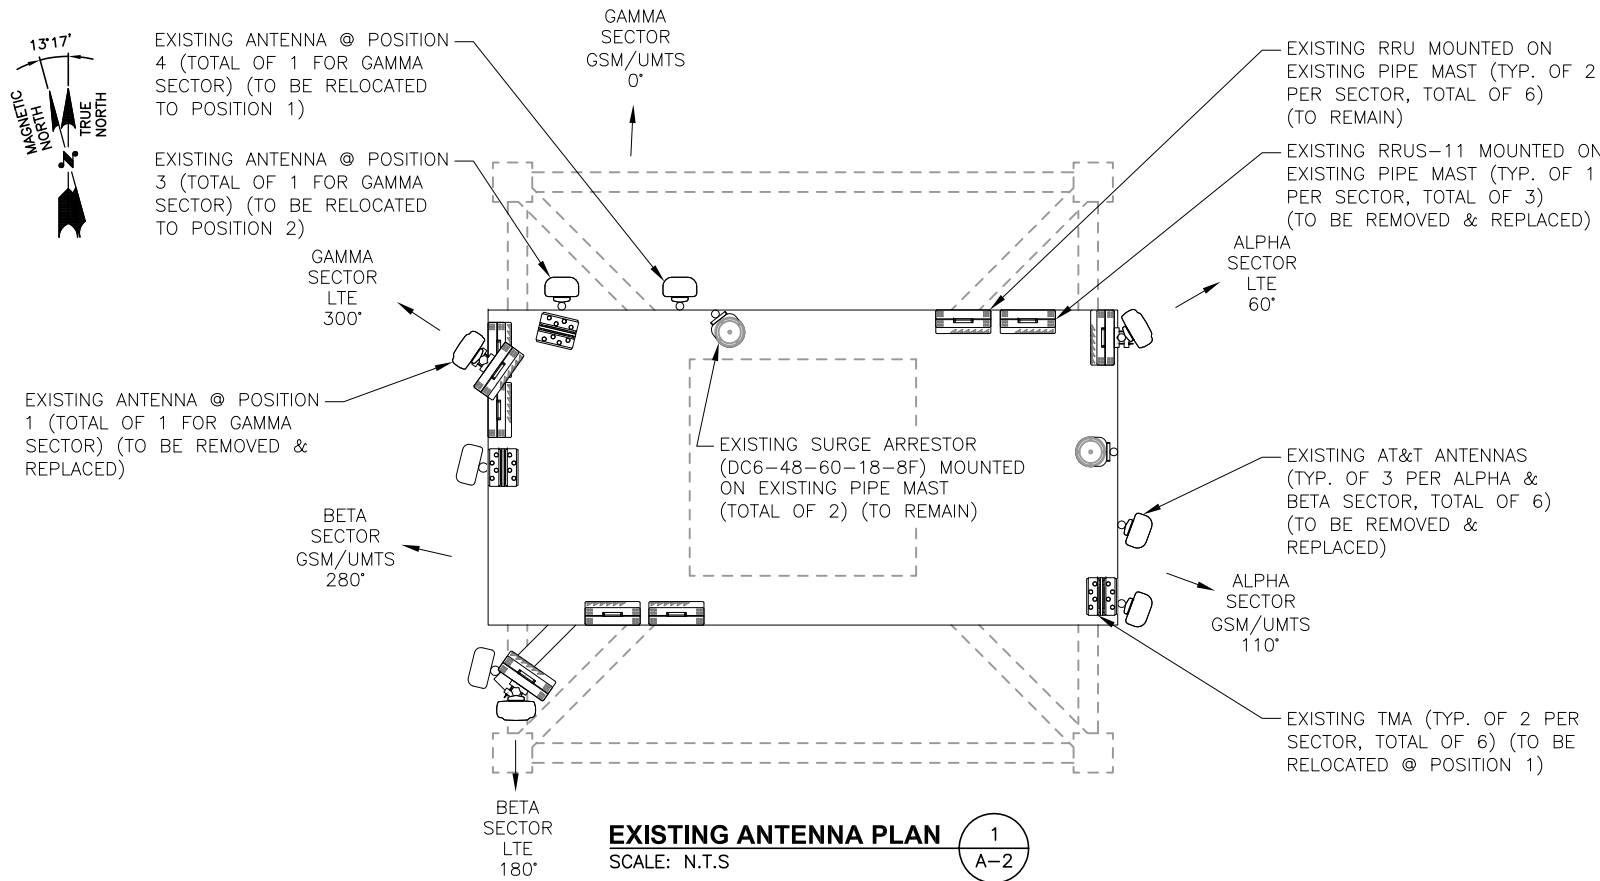 13°17'
MAGNETIC
NORTH
TRUE
NORTH
N
EXISTING ANTENNA @ POSITION
4 (TOTAL OF 1 FOR GAMMA
SECTOR) (TO BE RELOCATED
TO POSITION 1)
EXISTING ANTENNA @ POSITION
3 (TOTAL OF 1 FOR GAMMA
SECTOR) (TO BE RELOCATED
TO POSITION 2)
GAMMA
SECTOR
GSM/UMTS
0°
EXISTING RRU MOUNTED ON
EXISTING PIPE MAST (TYP. OF 2
PER SECTOR, TOTAL OF 6)
(TO REMAIN)
EXISTING RRUS-11 MOUNTED ON
EXISTING PIPE MAST (TYP. OF 1
PER SECTOR, TOTAL OF 3)
(TO BE REMOVED & REPLACED)
GAMMA
SECTOR
LTE
300°
ALPHA
SECTOR
LTE
60°
EXISTING ANTENNA @ POSITION
1 (TOTAL OF 1 FOR GAMMA
SECTOR) (TO BE REMOVED &
REPLACED)
EXISTING SURGE ARRESTOR
(DC6-48-60-18-8F) MOUNTED
ON EXISTING PIPE MAST
(TOTAL OF 2) (TO REMAIN)
EXISTING AT&T ANTENNAS
(TYP. OF 3 PER ALPHA &
BETA SECTOR, TOTAL OF 6)
(TO BE REMOVED &
REPLACED)
BETA
SECTOR
GSM/UMTS
280°
ALPHA
SECTOR
GSM/UMTS
110°
EXISTING TMA (TYP. OF 2 PER
SECTOR, TOTAL OF 6) (TO BE
RELOCATED @ POSITION 1)
BETA
SECTOR
LTE
180°
EXISTING ANTENNA PLAN
SCALE: N.T.S
1
A-2